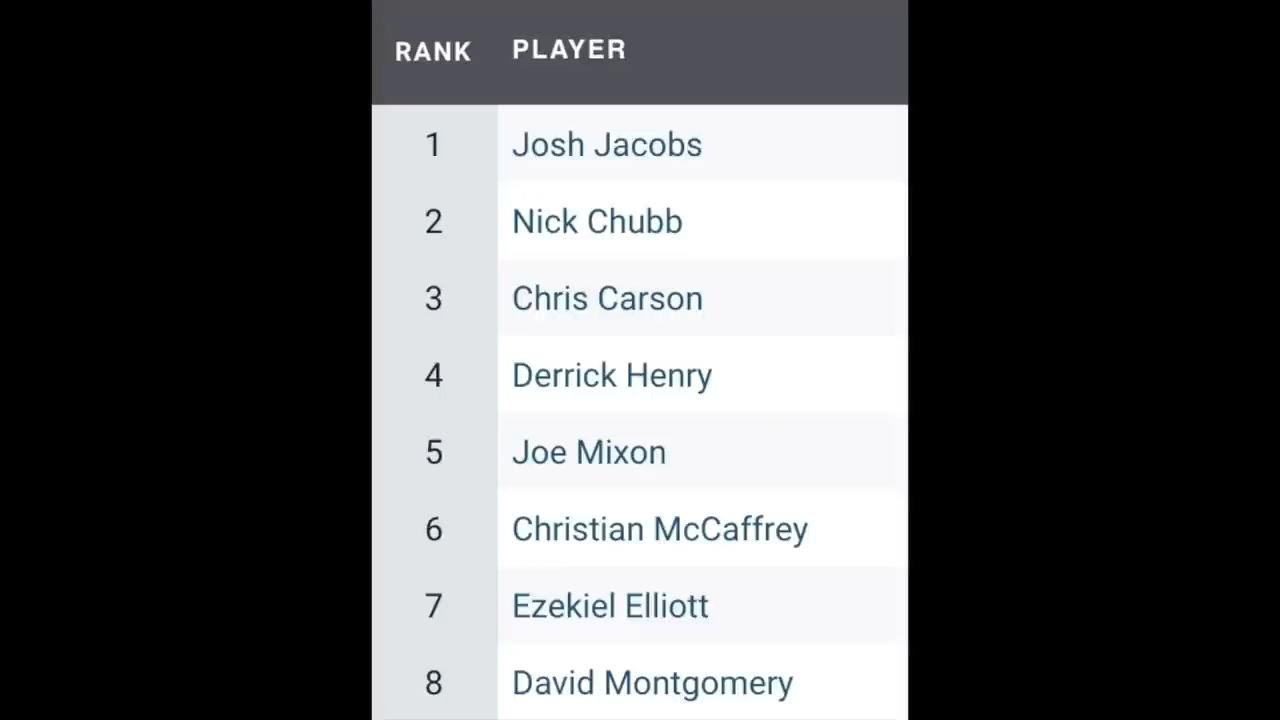 RANK PLAYER
1 Josh Jacobs
2 Nick Chubb
3 Chris Carson
4 Derrick Henry
5 Joe Mixon
6 Christian McCaffrey
7 Ezekiel Elliott
8 David Montgomery